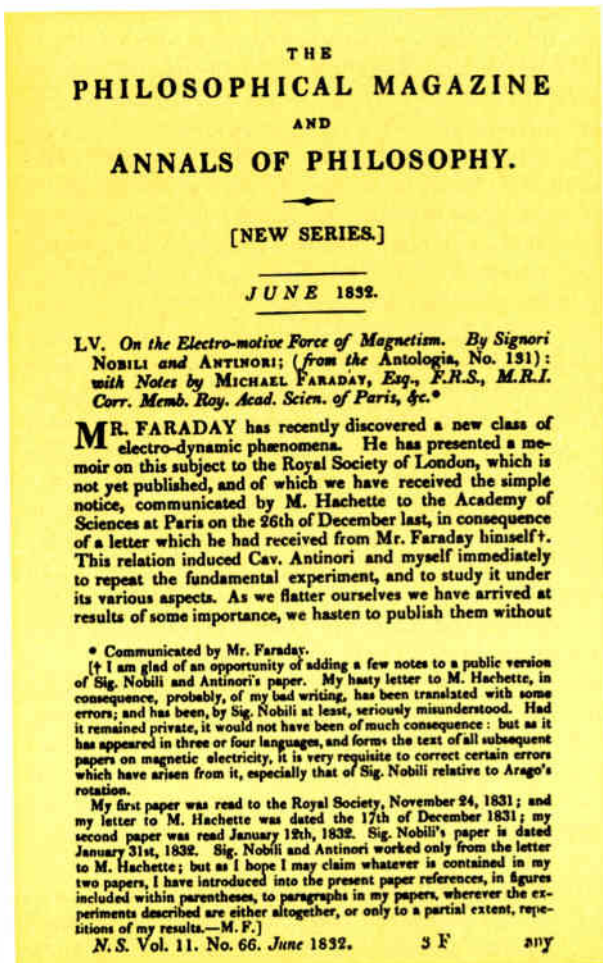 THE
PHILOSOPHICAL MAGAZINE
AND
ANNALS OF PHILOSOPHY.
[NEW SERIES.]
JUNE 1832.
LV. On the Electro-motive Force of Magnetism. By Signori
NOBILI and ANTINORI; (from the Antologia, No. 131):
with Notes by MICHAEL FARADAY, Esq., F.R.S., M.R.I.
Corr. Memb. Roy. Acad. Scien. of Paris, &c.*
MR. FARADAY has recently discovered a new class of
electro-dynamic phænomena. He has presented a me-
moir on this subject to the Royal Society of London, which is
not yet published, and of which we have received the simple
notice, communicated by M. Hachette to the Academy of
Sciences at Paris on the 26th of December last, in consequence
of a letter which he had received from Mr. Faraday himself†.
This relation induced Cav. Antinori and myself immediately
to repeat the fundamental experiment, and to study it under
its various aspects. As we flatter ourselves we have arrived at
results of some importance, we hasten to publish them without
* Communicated by Mr. Faraday.
[† I am glad of an opportunity of adding a few notes to a public version
of Sig. Nobili and Antinori's paper. My hasty letter to M. Hachette, in
consequence, probably, of my bad writing, has been translated with some
errors; and has been, by Sig. Nobili at least, seriously misunderstood. Had
it remained private, it would not have been of much consequence: but as it
has appeared in three or four languages, and forms the text of all subsequent
papers on magnetic electricity, it is very requisite to correct certain errors
which have arisen from it, especially that of Sig. Nobili relative to Arago's
rotation.
My first paper was read to the Royal Society, November 24, 1831; and
my letter to M. Hachette was dated the 17th of December 1831; my
second paper was read January 12th, 1832. Sig. Nobili's paper is dated
January 31st, 1832. Sig. Nobili and Antinori worked only from the letter
to M. Hachette; but as I hope I may claim whatever is contained in my
two papers, I have introduced into the present paper references, in figures
included within parentheses, to paragraphs in my papers, wherever the ex-
periments described are either altogether, or only to a partial extent, repe-
titions of my results.—M. F.]
N. S. Vol. 11. No. 66. June 1832. 3 F any